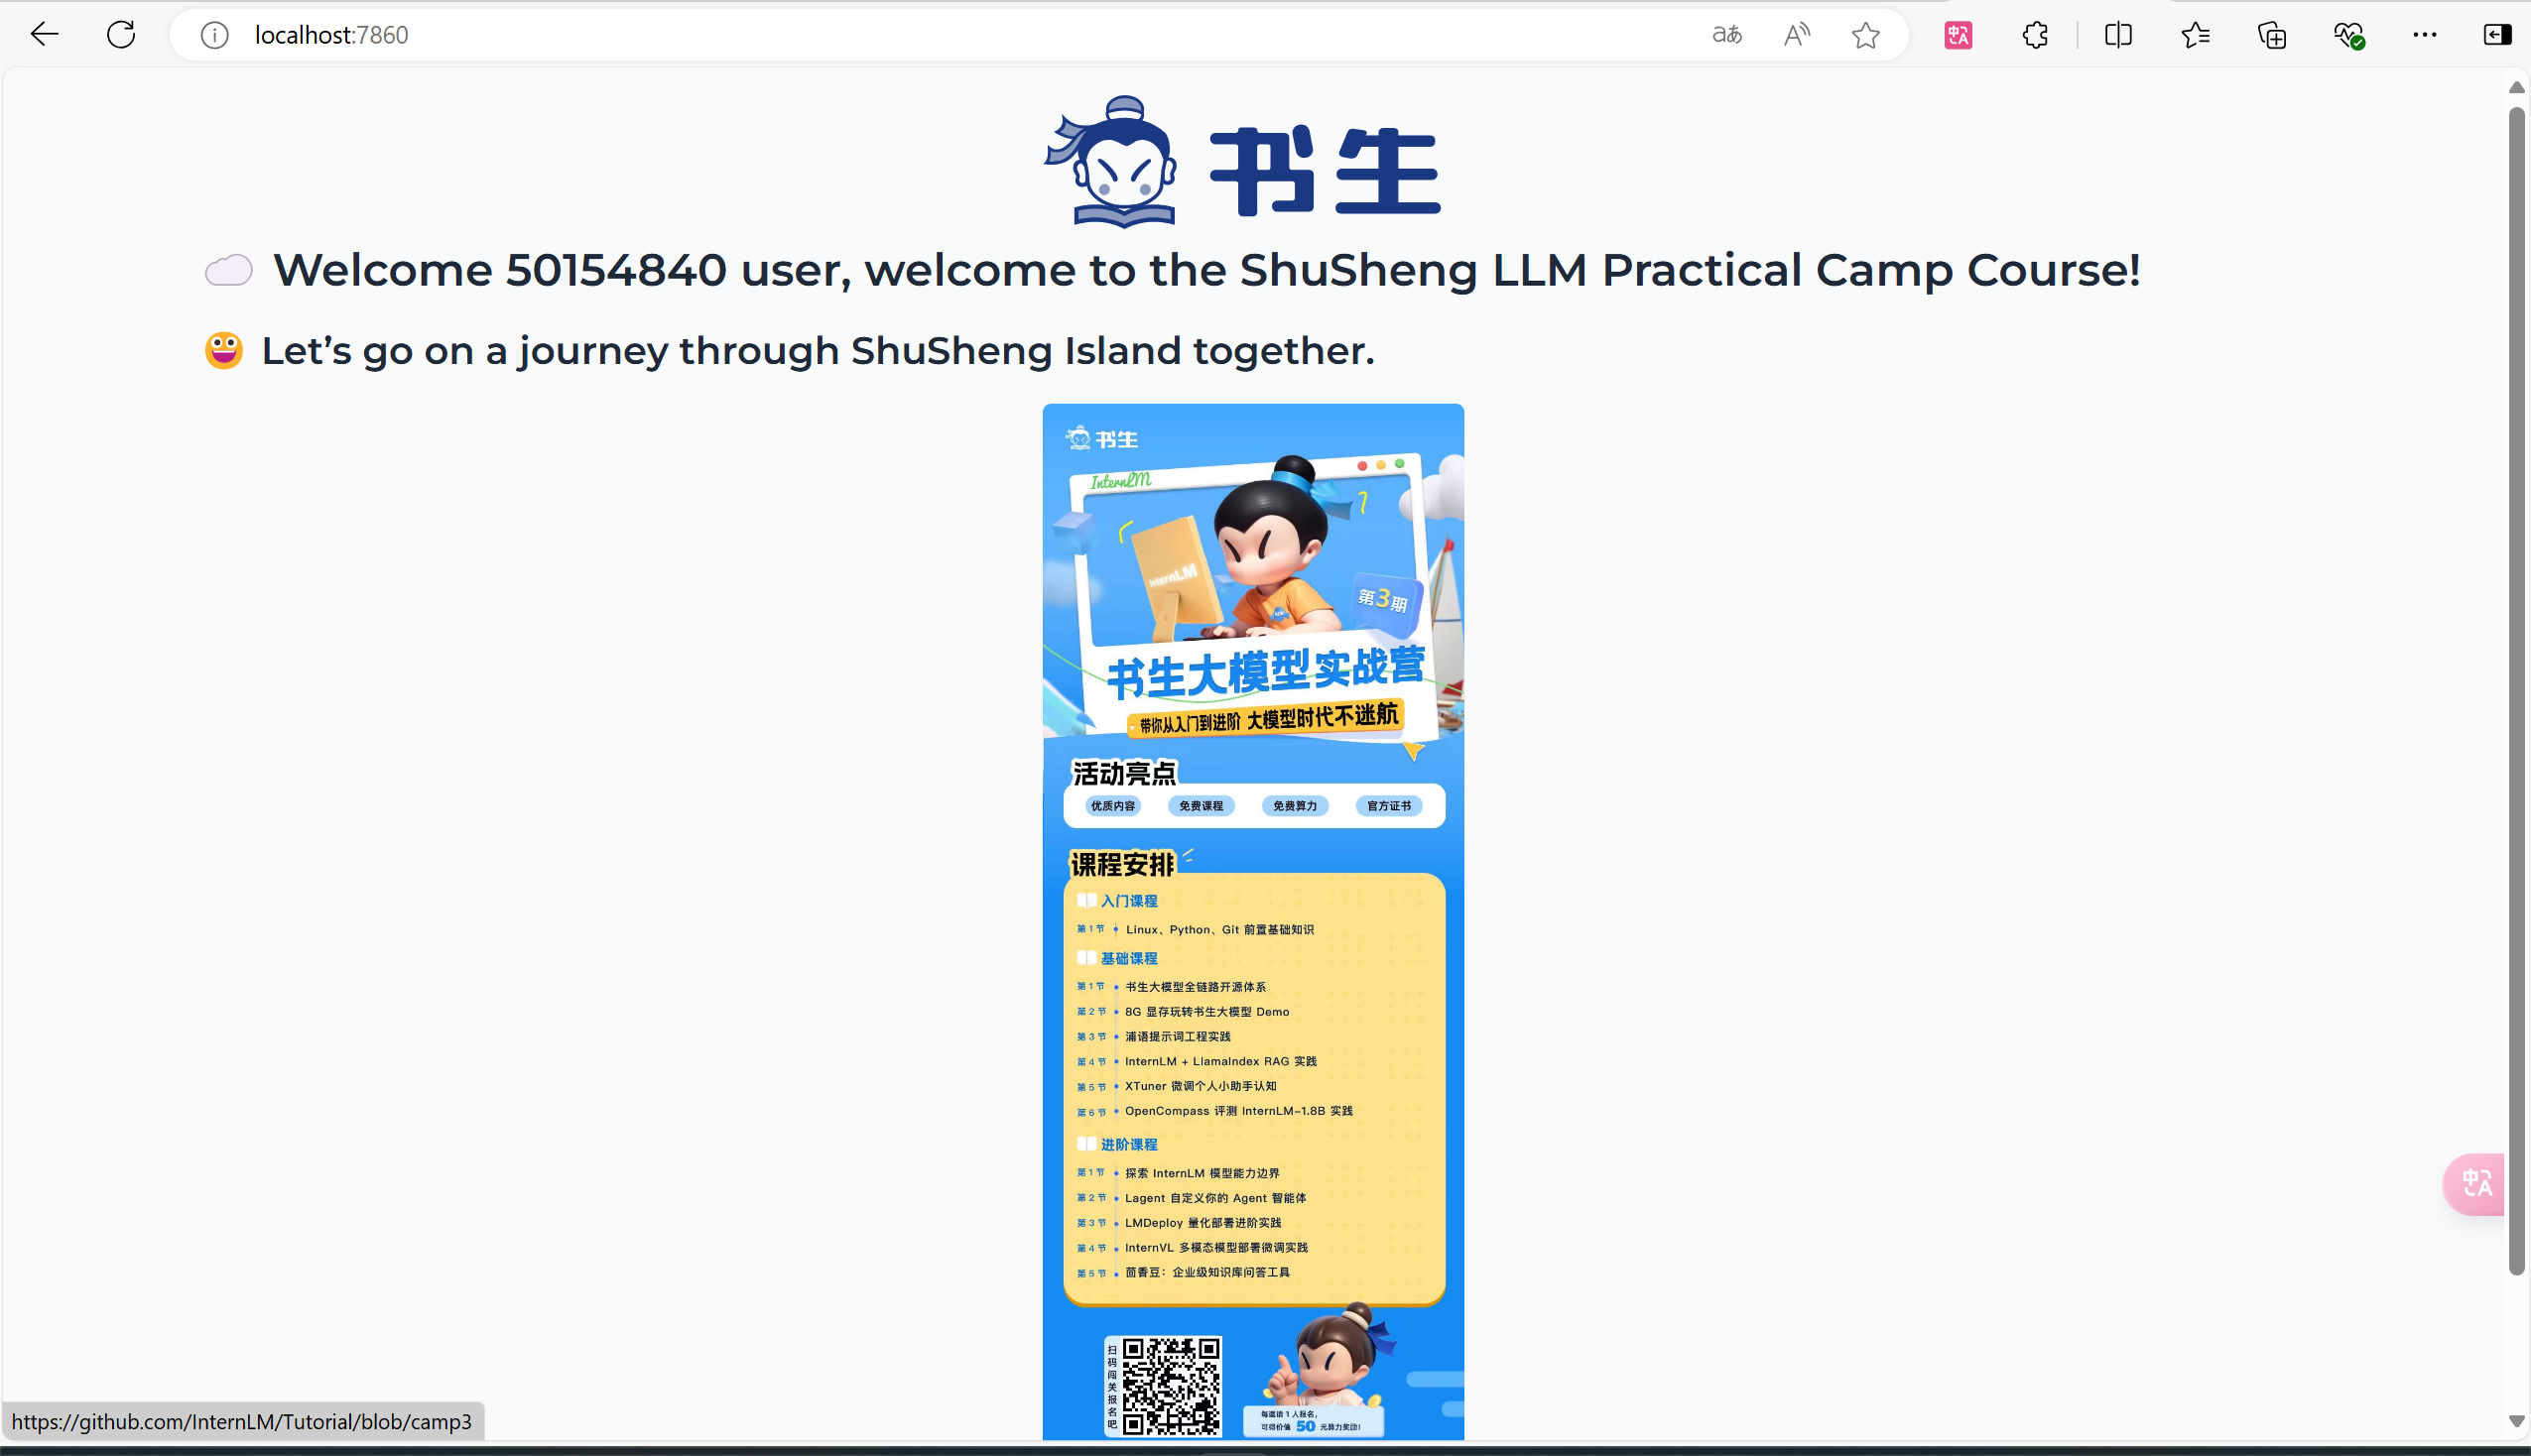 localhost:7860
书生
Welcome 50154840 user, welcome to the ShuSheng LLM Practical Camp Course!
Let’s go on a journey through ShuSheng Island together.
书生
InternLM
InternLM
第3期
书生大模型实战营
带你从入门到进阶 大模型时代不迷航
活动亮点
优质内容 免费课程 免费算力 官方证书
课程安排
入门课程
第1节 Linux、Python、Git 前置基础知识
基础课程
第1节 书生大模型全链路开源体系
第2节 8G 显存玩转书生大模型 Demo
第3节 浦语提示词工程实践
第4节 InternLM + LlamaIndex RAG 实践
第5节 XTuner 微调个人小助手认知
第6节 OpenCompass 评测 InternLM-1.8B 实践
进阶课程
第1节 探索 InternLM 模型能力边界
第2节 Lagent 自定义你的 Agent 智能体
第3节 LMDeploy 量化部署进阶实践
第4节 InternVL 多模态模型部署微调实践
第5节 茴香豆：企业级知识库问答工具
扫码闯关报名吧
每邀请 1 人报名，
可得价值 50 元算力奖励！
https://github.com/InternLM/Tutorial/blob/camp3